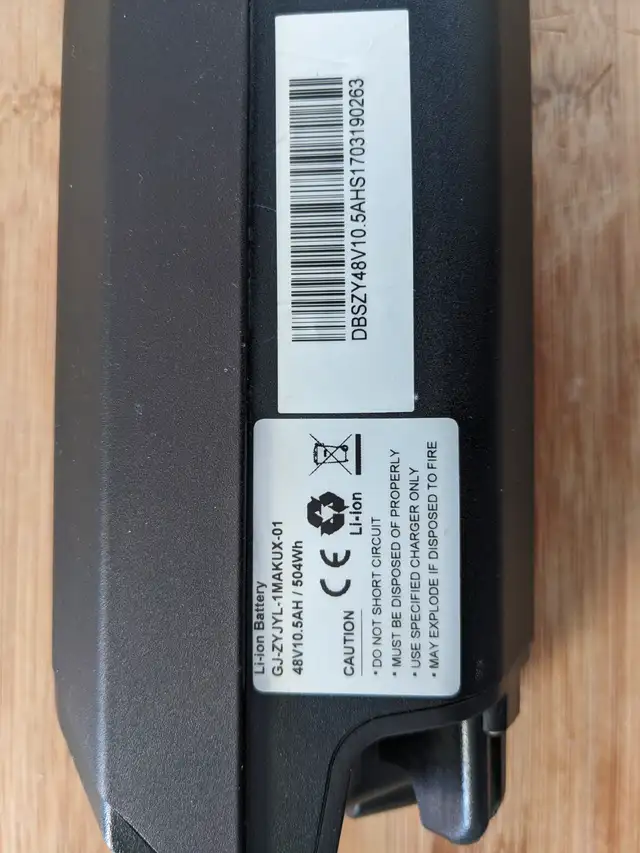 DBSZY48V10.5AHS1703190263
Li-ion Battery
GJ-ZYJYL-1MAKUX-01
48V10.5AH / 504Wh
CAUTION CE Li-Ion
* DO NOT SHORT CIRCUIT
* MUST BE DISPOSED OF PROPERLY
* USE SPECIFIED CHARGER ONLY
* MAY EXPLODE IF DISPOSED TO FIRE